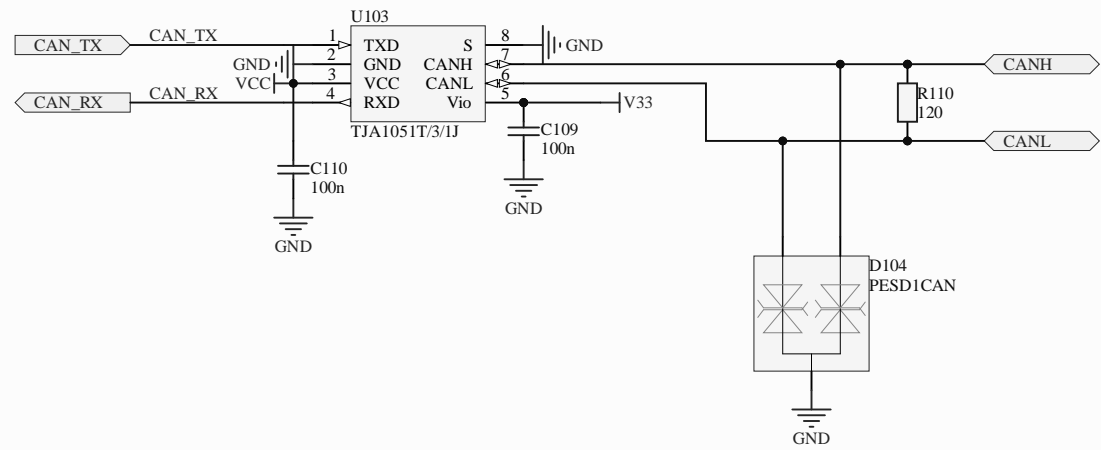 U103
CAN_TX
CAN_TX
1
TXD
S
8
GND
GND
2
GND
CANH
7
CANH
VCC
3
VCC
CANL
6
R110
120
CAN_RX
CAN_RX
4
RXD
Vio
5
V33
TJA1051T/3/1J
C109
100n
CANL
C110
100n
GND
GND
D104
PESD1CAN
GND